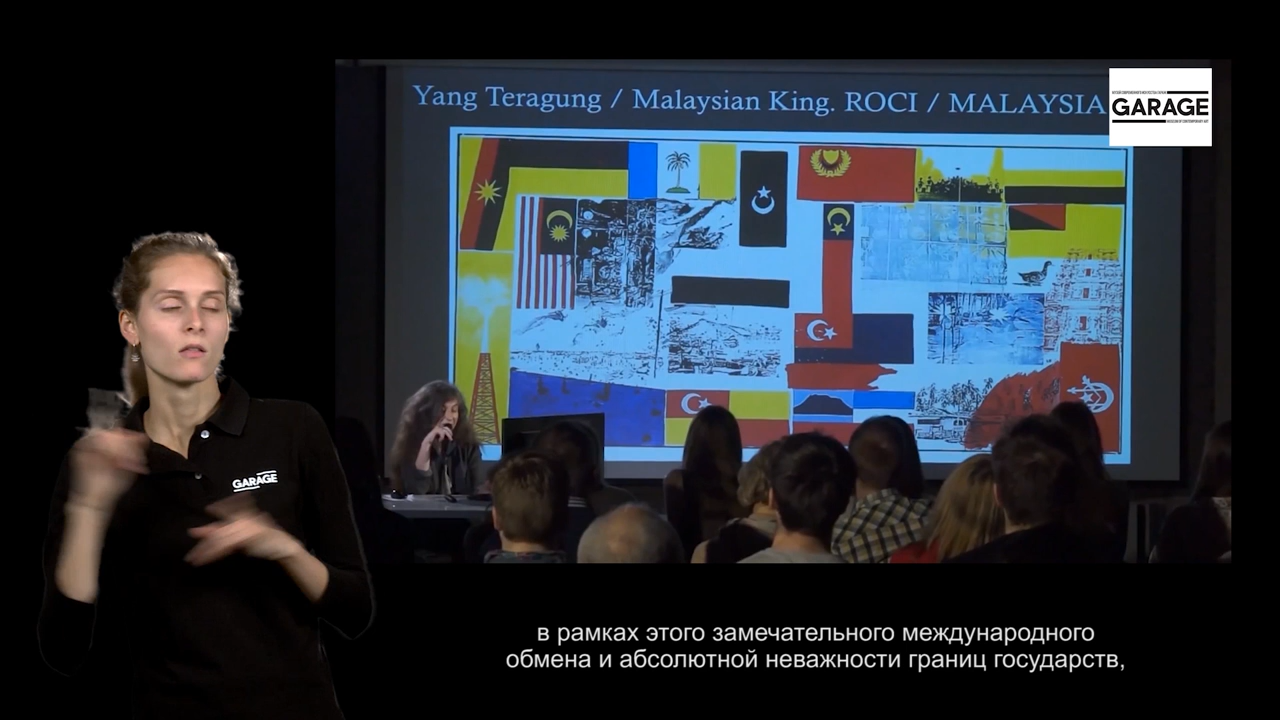 Yang Teragung / Malaysian King. ROCI / MALAYSIA
GARAGE
GARAGE
в рамках этого замечательного международного
обмена и абсолютной неважности границ государств,